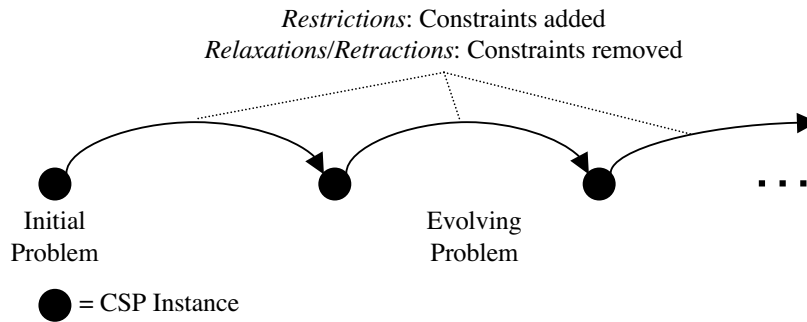 Restrictions: Constraints added
Relaxations/Retractions: Constraints removed
Initial
Problem
Evolving
Problem
= CSP Instance